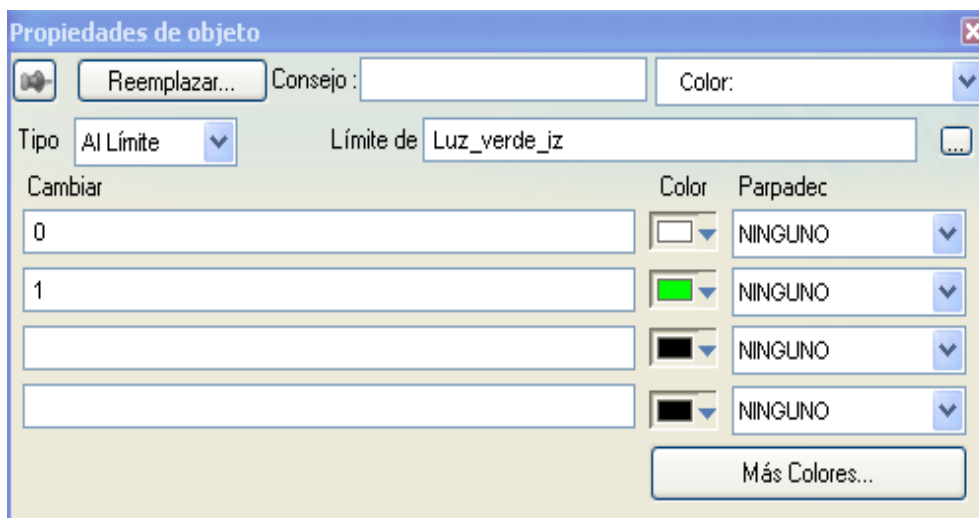 Propiedades de objeto
Reemplazar... Consejo : Color:
Tipo Al Límite Límite de Luz_verde_iz ...
Cambiar Color Parpadec
0 NINGUNO
1 NINGUNO
NINGUNO
NINGUNO
Más Colores...